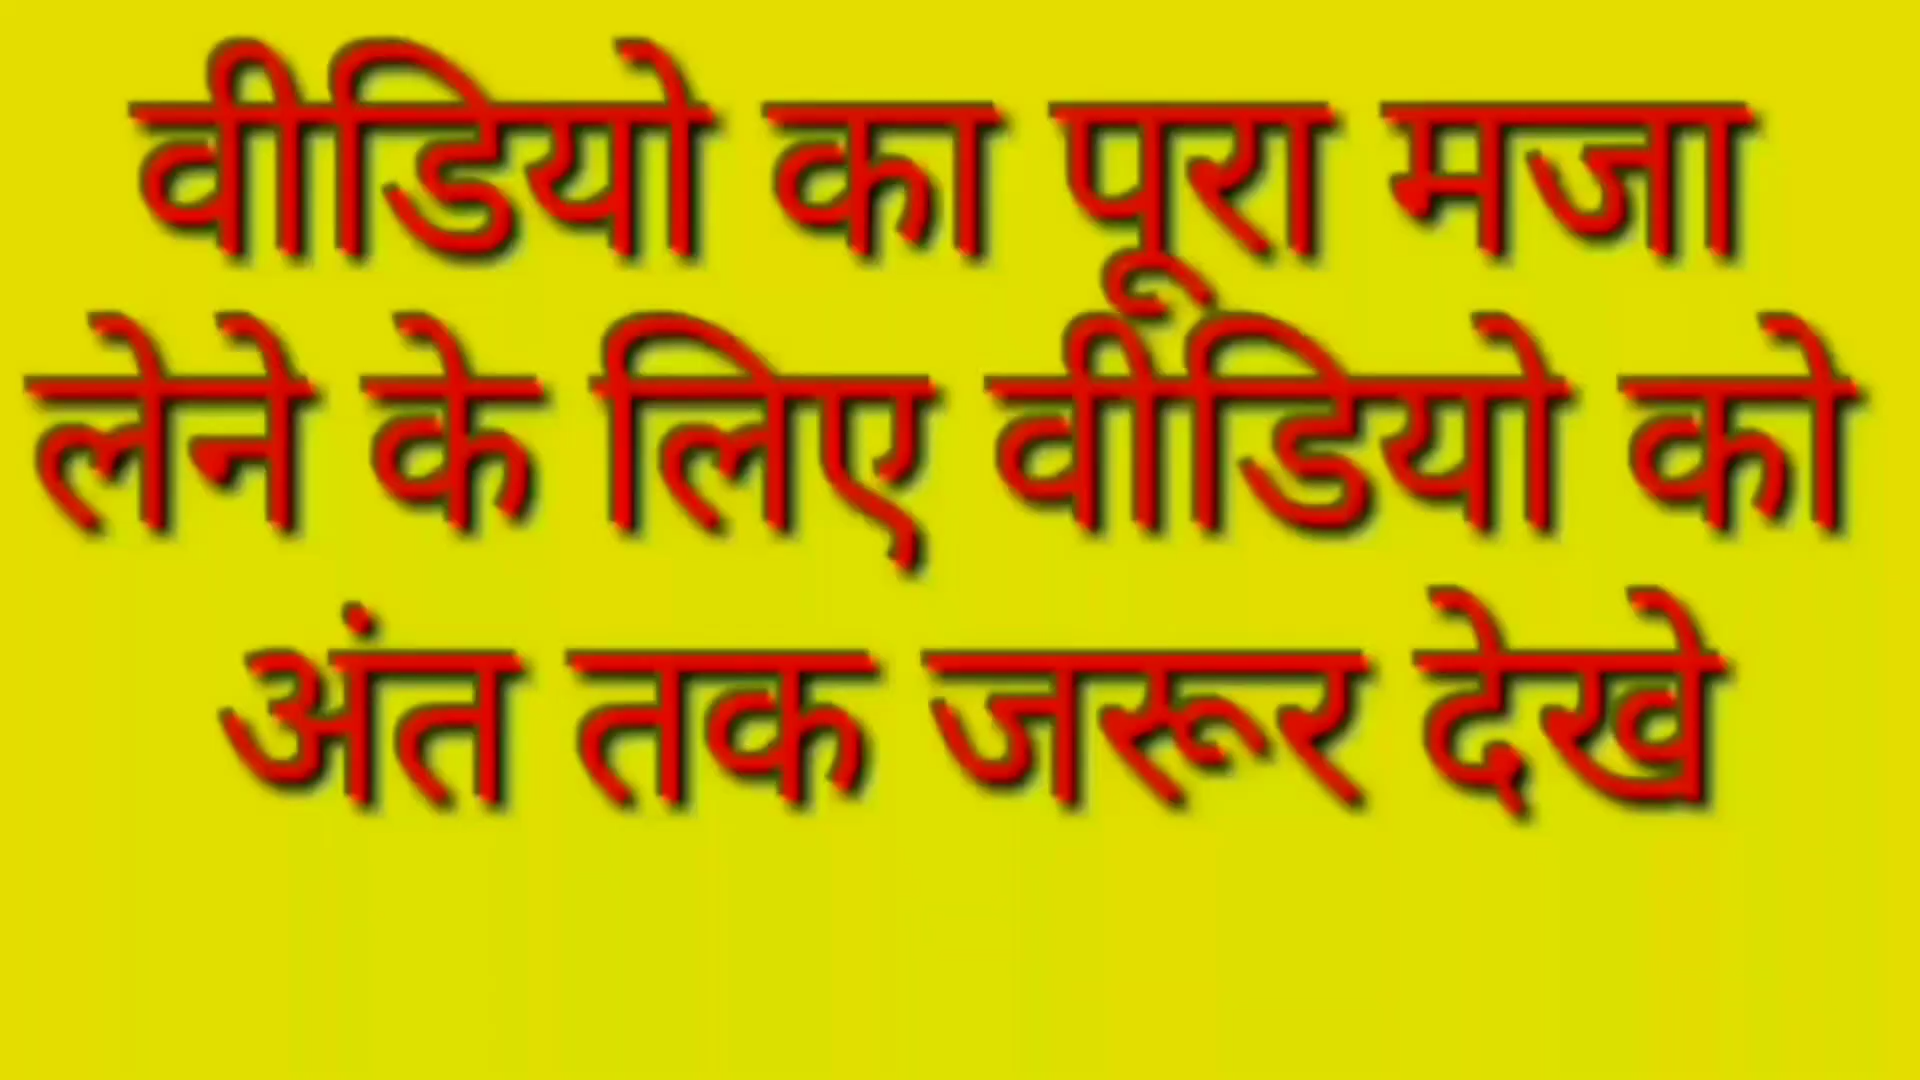 वीडियो का पूरा मजा
लेने के लिए वीडियो को
अंत तक जरूर देखे